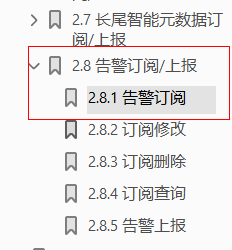 2.7 长尾智能元数据订
阅/上报
2.8 告警订阅/上报
2.8.1 告警订阅
2.8.2 订阅修改
2.8.3 订阅删除
2.8.4 订阅查询
2.8.5 告警上报